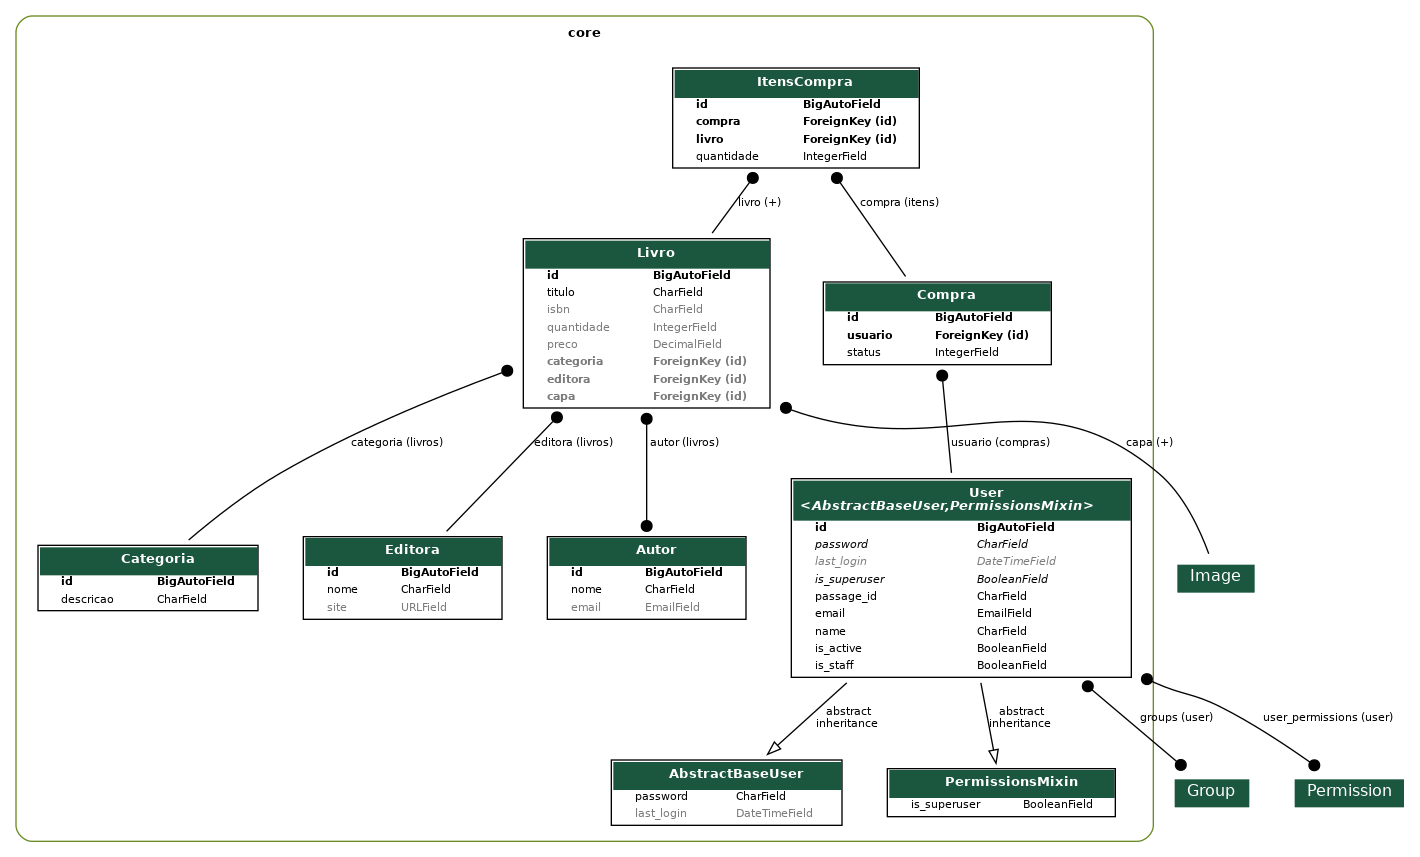 core
ItensCompra
id BigAutoField
compra ForeignKey (id)
livro ForeignKey (id)
quantidade IntegerField
livro (+)
compra (itens)
Livro
id BigAutoField
titulo CharField
isbn CharField
quantidade IntegerField
preco DecimalField
categoria ForeignKey (id)
editora ForeignKey (id)
capa ForeignKey (id)
Compra
id BigAutoField
usuario ForeignKey (id)
status IntegerField
categoria (livros)
editora (livros)
autor (livros)
usuario (compras)
capa (+)
Categoria
id BigAutoField
descricao CharField
Editora
id BigAutoField
nome CharField
site URLField
Autor
id BigAutoField
nome CharField
email EmailField
User
<AbstractBaseUser,PermissionsMixin>
id BigAutoField
password CharField
last_login DateTimeField
is_superuser BooleanField
passage_id CharField
email EmailField
name CharField
is_active BooleanField
is_staff BooleanField
Image
abstract
inheritance
abstract
inheritance
groups (user)
user_permissions (user)
AbstractBaseUser
password CharField
last_login DateTimeField
PermissionsMixin
is_superuser BooleanField
Group
Permission